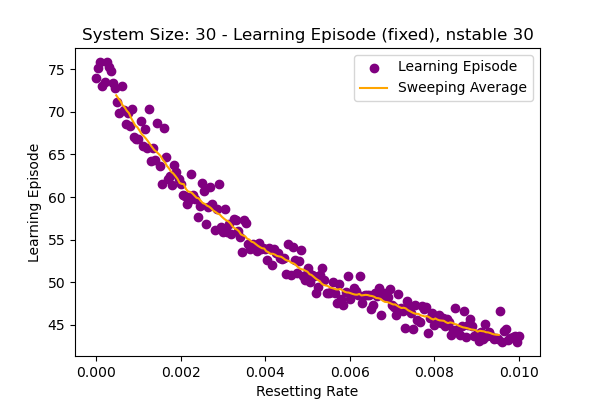 System Size: 30 - Learning Episode (fixed), nstable 30
Learning Episode
Sweeping Average
75
70
65
60
55
50
45
Learning Episode
0.000
0.002
0.004
0.006
0.008
0.010
Resetting Rate